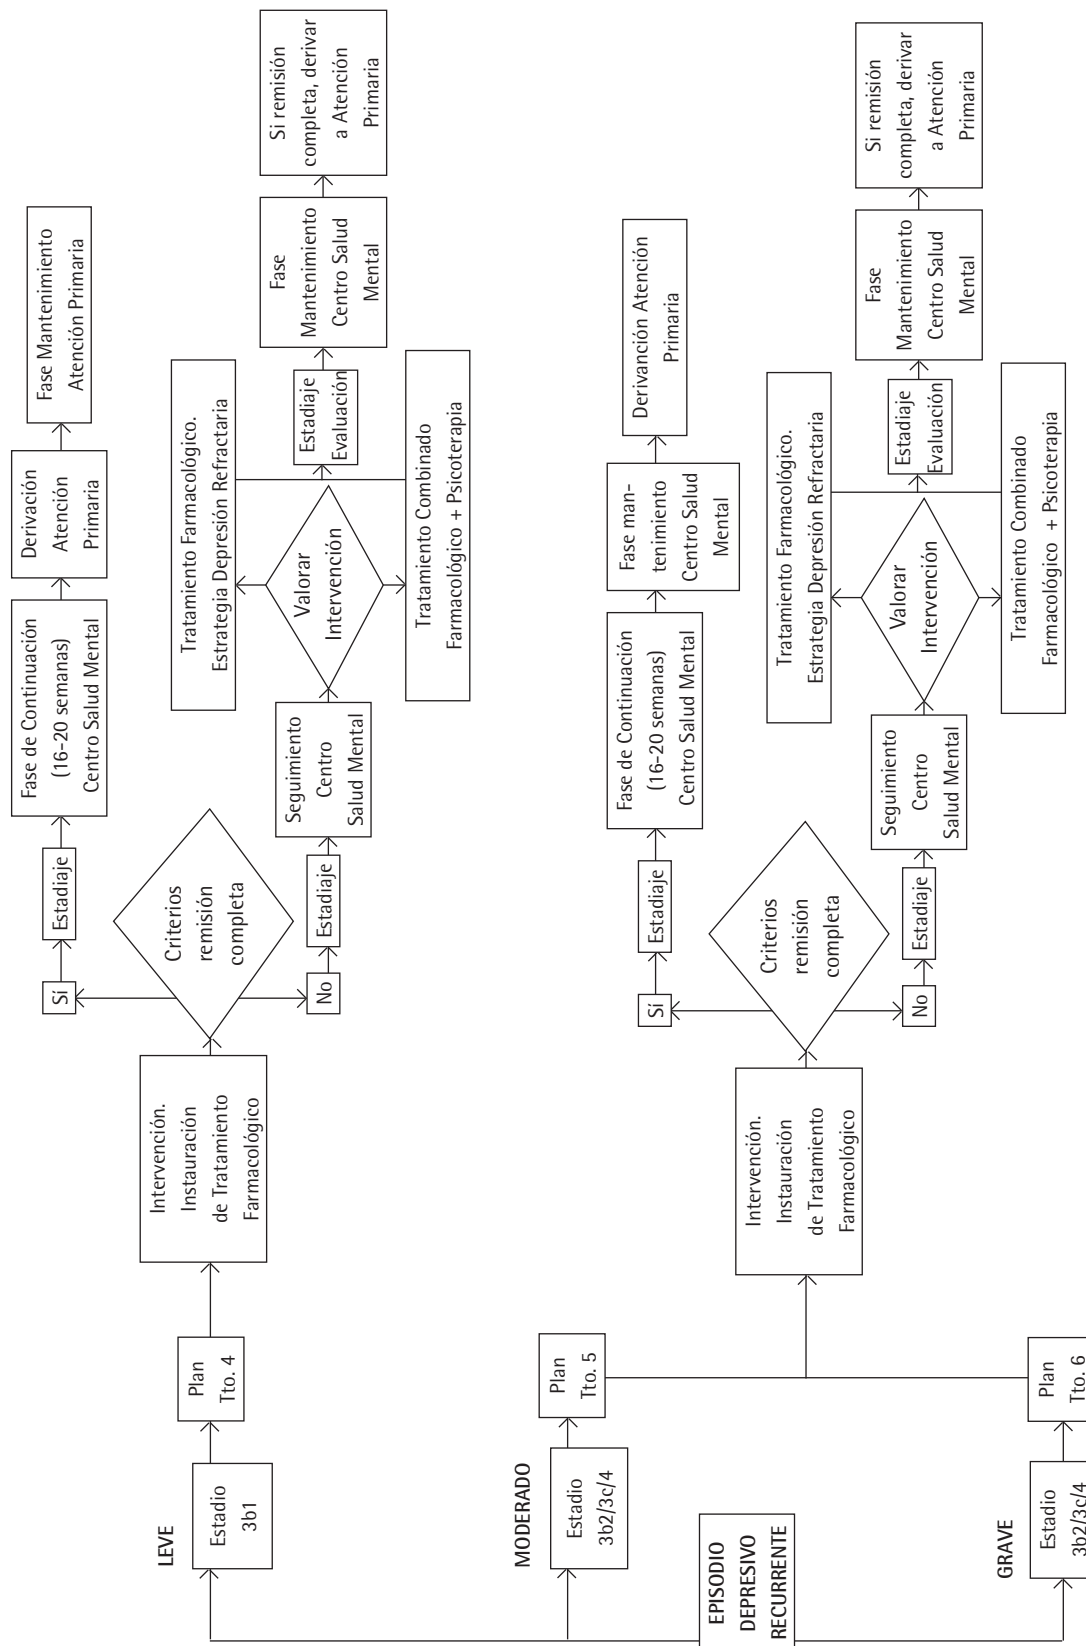 EPISODIO
DEPRESIVO
RECURRENTE
LEVE
Estadio
3b1
Plan
Tto. 4
Intervención.
Instauración
de Tratamiento
Farmacológico
Criterios
remisión
completa
Sí
Estadiaje
Fase de Continuación
(16-20 semanas)
Centro Salud Mental
Derivación
Atención
Primaria
Fase Mantenimiento
Atención Primaria
No
Estadiaje
Seguimiento
Centro
Salud Mental
Valorar
Intervención
Tratamiento Farmacológico.
Estrategia Depresión Refractaria
Tratamiento Combinado
Farmacológico + Psicoterapia
Estadiaje
Evaluación
Fase
Mantenimiento
Centro Salud
Mental
Si remisión
completa, derivar
a Atención
Primaria
MODERADO
Estadio
3b2/3c/4
Plan
Tto. 5
GRAVE
Estadio
3b2/3c/4
Plan
Tto. 6
Intervención.
Instauración
de Tratamiento
Farmacológico
Criterios
remisión
completa
Sí
Estadiaje
Fase de Continuación
(16-20 semanas)
Centro Salud Mental
Fase man-
tenimiento
Centro Salud
Mental
Derivanción Atención
Primaria
No
Estadiaje
Seguimiento
Centro
Salud Mental
Valorar
Intervención
Tratamiento Farmacológico.
Estrategia Depresión Refractaria
Tratamiento Combinado
Farmacológico + Psicoterapia
Estadiaje
Evaluación
Fase
Mantenimiento
Centro Salud
Mental
Si remisión
completa, derivar
a Atención
Primaria